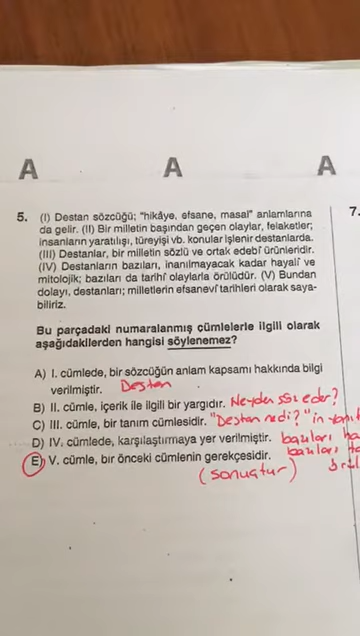 A A A
5. (I) Destan sözcüğü; "hikâye, efsane, masal" anlamlarına
7.
da gelir. (II) Bir milletin başından geçen olaylar, felaketler;
insanların yaratılışı, türeyişi vb. konular işlenir destanlarda.
(III) Destanlar, bir milletin sözlü ve ortak edebî ürünleridir.
(IV) Destanların bazıları, inanılmayacak kadar hayalî ve
mitolojik; bazıları da tarihî olaylarla örülüdür. (V) Bundan
dolayı, destanları; milletlerin efsanevî tarihleri olarak saya-
biliriz.
Bu parçadaki numaralanmış cümlelerle ilgili olarak
aşağıdakilerden hangisi söylenemez?
A) I. cümlede, bir sözcüğün anlam kapsamı hakkında bilgi
verilmiştir. Destan
B) II. cümle, içerik ile ilgili bir yargıdır. Neyden söz eder?
C) III. cümle, bir tanım cümlesidir. "Destan nedir?" in
D) IV. cümlede, karşılaştırmaya yer verilmiştir. bazıları
bazıları
E) V. cümle, bir önceki cümlenin gerekçesidir.
(sonuçtur)